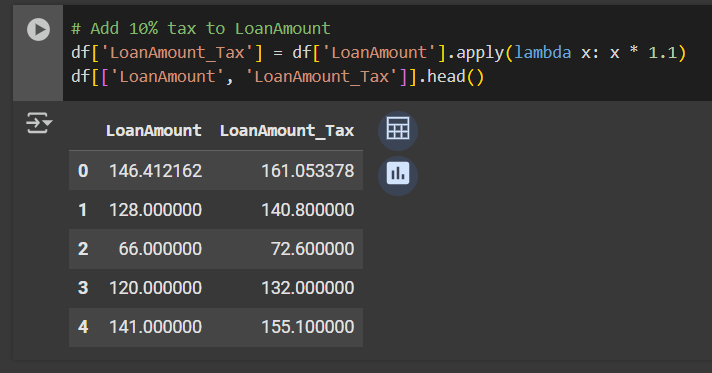 # Add 10% tax to LoanAmount
df['LoanAmount_Tax'] = df['LoanAmount'].apply(lambda x: x * 1.1)
df[['LoanAmount', 'LoanAmount_Tax']].head()
LoanAmount LoanAmount_Tax
0 146.412162 161.053378
1 128.000000 140.800000
2 66.000000 72.600000
3 120.000000 132.000000
4 141.000000 155.100000